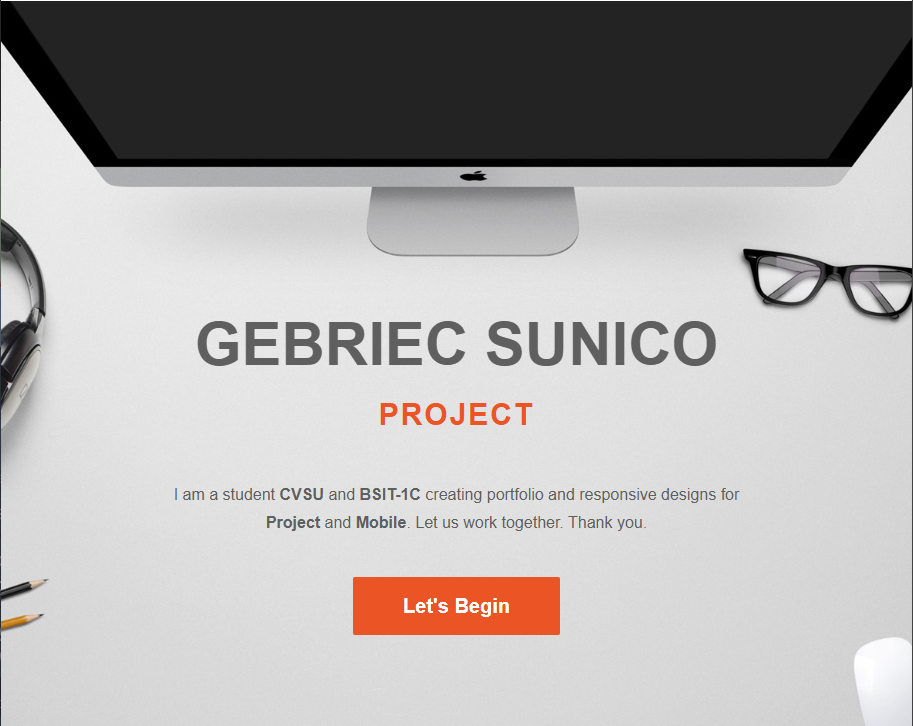 GEBRIEC SUNICO
PROJECT
I am a student CVSU and BSIT-1C creating portfolio and responsive designs for
Project and Mobile. Let us work together. Thank you.
Let's Begin